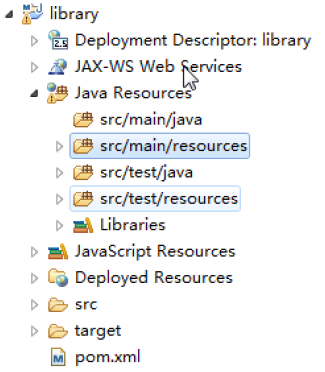 library
Deployment Descriptor: library
JAX-WS Web Services
Java Resources
src/main/java
src/main/resources
src/test/java
src/test/resources
Libraries
JavaScript Resources
Deployed Resources
src
target
pom.xml